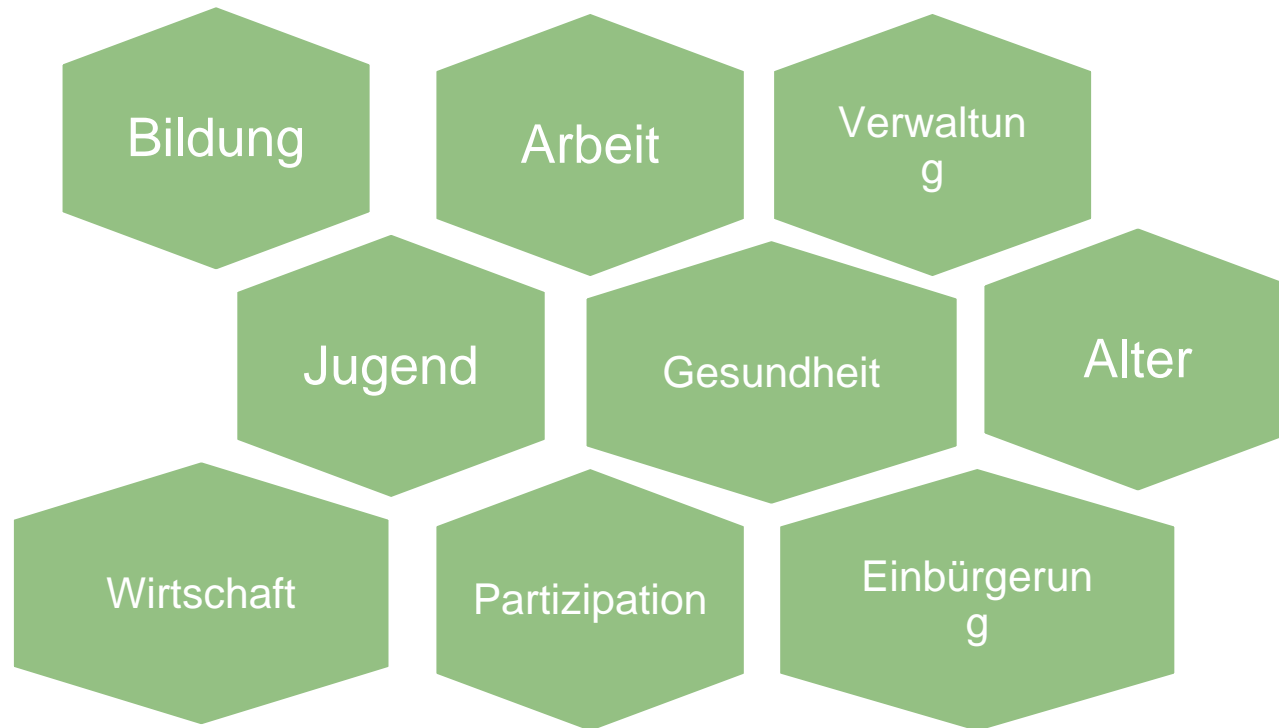 Bildung
Arbeit
Verwaltun
g
Jugend
Gesundheit
Alter
Wirtschaft
Partizipation
Einbürgerun
g